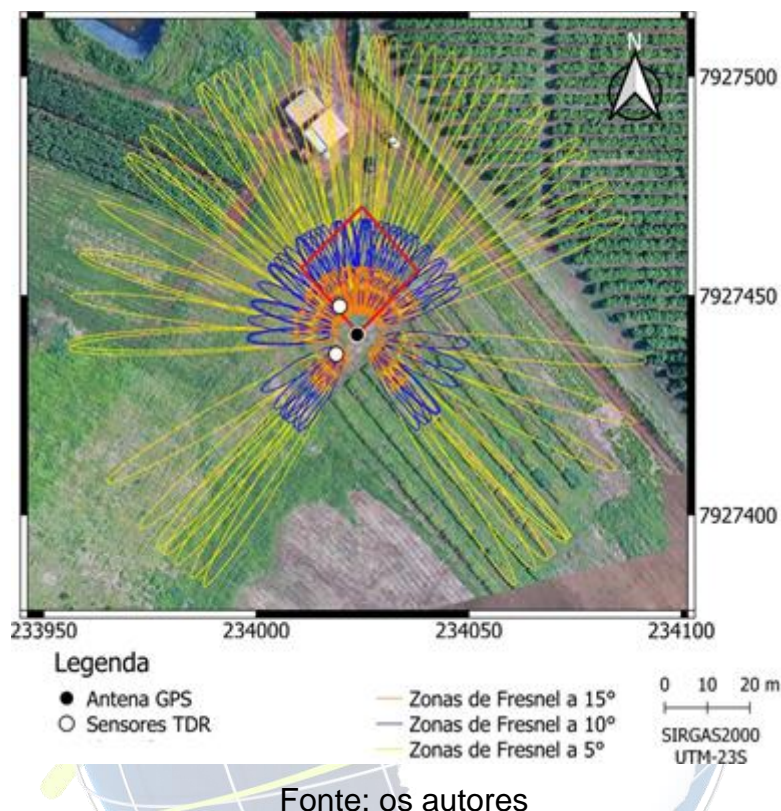 N
7927500
7927450
7927400
233950
234000
234050
234100
Legenda
Antena GPS
Sensores TDR
Zonas de Fresnel a 15°
Zonas de Fresnel a 10°
Zonas de Fresnel a 5°
0 10 20 m
SIRGAS2000
UTM-23S
Fonte: os autores